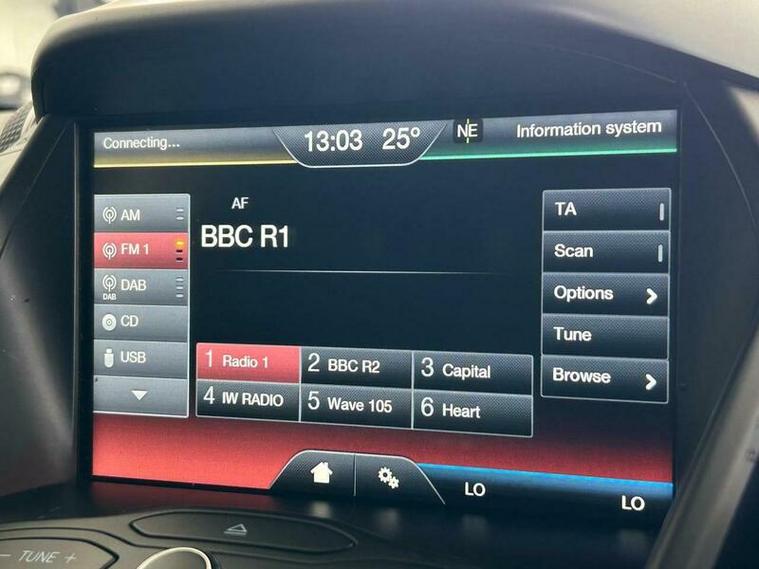 Connecting...
13:03 25°
NE
Information system
AM
FM 1
DAB
DAB
CD
USB
AF
BBC R1
1 Radio 1
2 BBC R2
3 Capital
4 IW RADIO
5 Wave 105
6 Heart
TA
Scan
Options
Tune
Browse
LO
LO
– TUNE +